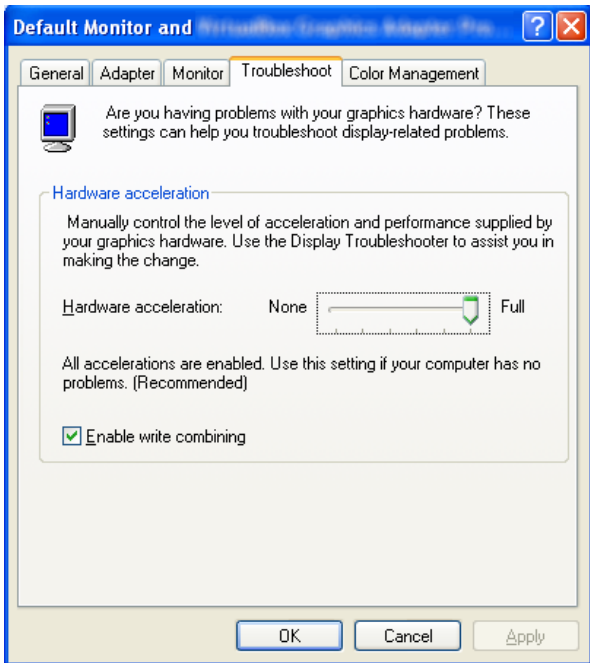 Default Monitor and
General Adapter Monitor Troubleshoot Color Management
Are you having problems with your graphics hardware? These
settings can help you troubleshoot display-related problems.
Hardware acceleration
Manually control the level of acceleration and performance supplied by
your graphics hardware. Use the Display Troubleshooter to assist you in
making the change.
Hardware acceleration: None Full
All accelerations are enabled. Use this setting if your computer has no
problems. (Recommended)
Enable write combining
OK Cancel Apply